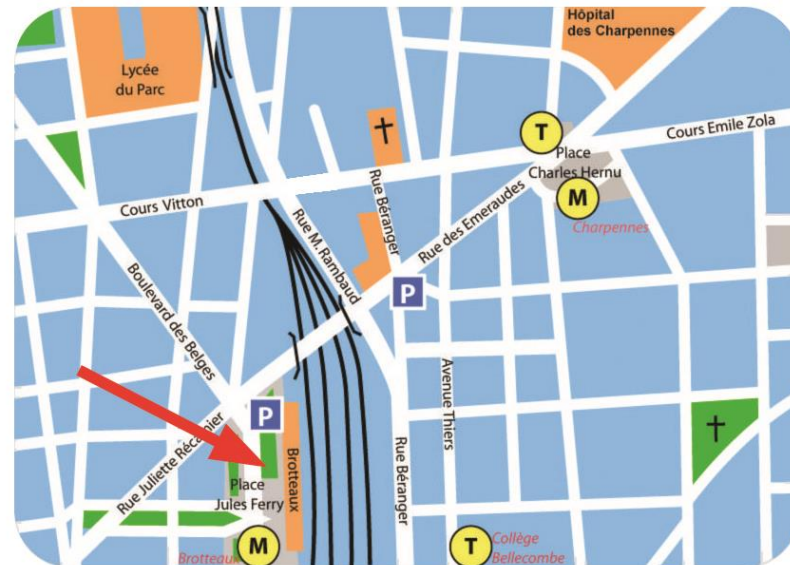 Hôpital
des Charpennes
Lycée
du Parc
T
Cours Emile Zola
Place
Charles Hernu
M
Charpennes
Cours Vitton
Rue Béranger
Rue des Emeraudes
Rue M. Rambaud
P
Boulevard des Belges
Avenue Thiers
P
Rue Juliette Récamier
Brotteaux
Rue Béranger
Place
Jules Ferry
M
Brotteaux
T
Collège
Bellecombe